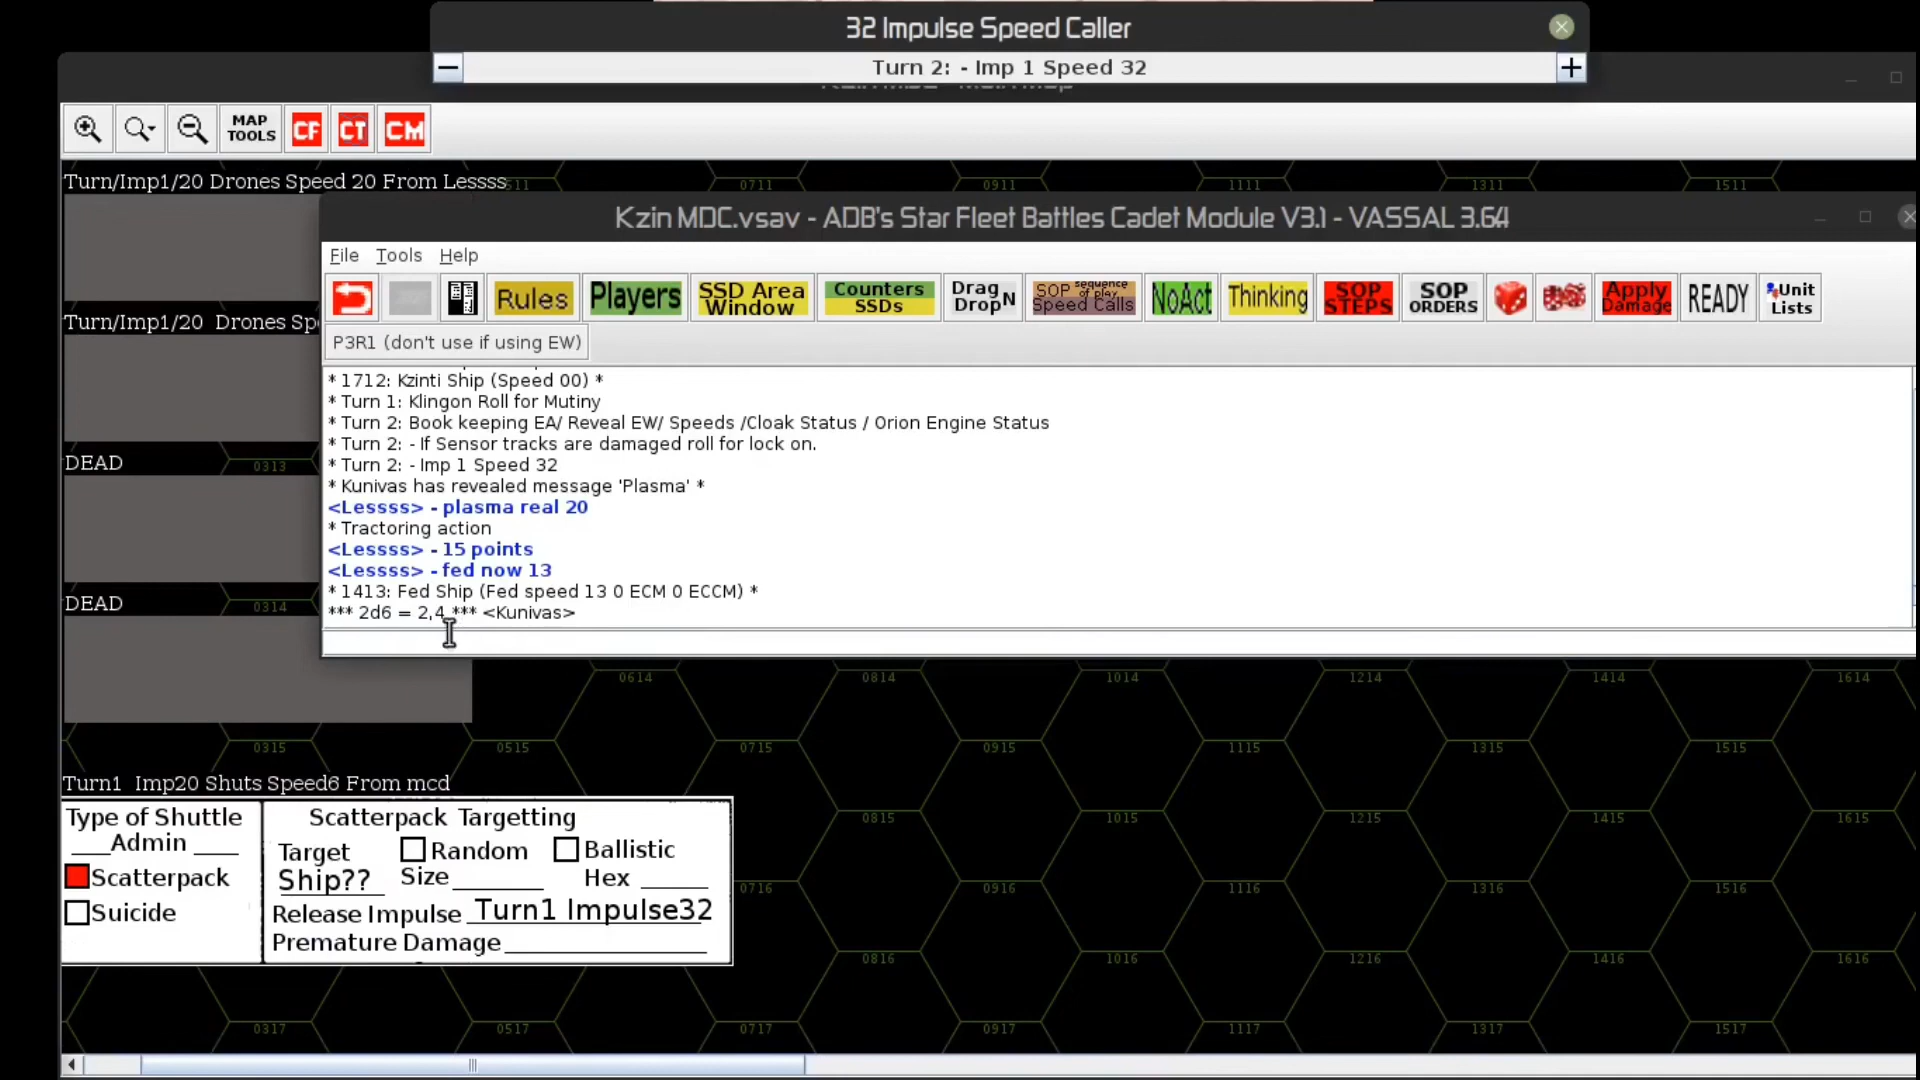 32 Impulse Speed Caller
Turn 2: - Imp 1 Speed 32
MAP TOOLS CF CT CM
Turn/Imp1/20 Drones Speed 20 From Lessss
0711 0911 1111 1311 1511
Kzin MDC.vsav - ADB's Star Fleet Battles Cadet Module V3.1 - VASSAL 3.6.4
File Tools Help
Rules Players SSD Area Window Counters SSDs Drag N Drop SOP sequence of play Speed Calls NoAct Thinking SOP STEPS SOP ORDERS Apply Damage READY Unit Lists
P3R1 (don't use if using EW)
* 1712: Kzinti Ship (Speed 00) *
* Turn 1: Klingon Roll for Mutiny
* Turn 2: Book keeping EA/ Reveal EW/ Speeds /Cloak Status / Orion Engine Status
* Turn 2: - If Sensor tracks are damaged roll for lock on.
* Turn 2: - Imp 1 Speed 32
* Kunivas has revealed message 'Plasma' *
<Lessss> - plasma real 20
* Tractoring action
<Lessss> - 15 points
<Lessss> - fed now 13
* 1413: Fed Ship (Fed speed 13 0 ECM 0 ECCM) *
*** 2d6 = 2,4 *** <Kunivas>
Turn/Imp1/20 Drones
DEAD
0313
DEAD
0314
0614 0814 1014 1214 1414 1614
0315 0515 0715 0915 1115 1315 1515
Turn1 Imp20 Shuts Speed6 From mcd
Type of Shuttle
Admin
Scatterpack
Suicide
Scatterpack Targetting
Target Random Ballistic
Ship?? Size Hex
Release Impulse Turn1 Impulse32
Premature Damage
0815 1015 1215 1415 1615
0716 0916 1116 1316 1516
0816 1016 1216 1416 1616
0317 0517 0717 0917 1117 1317 1517